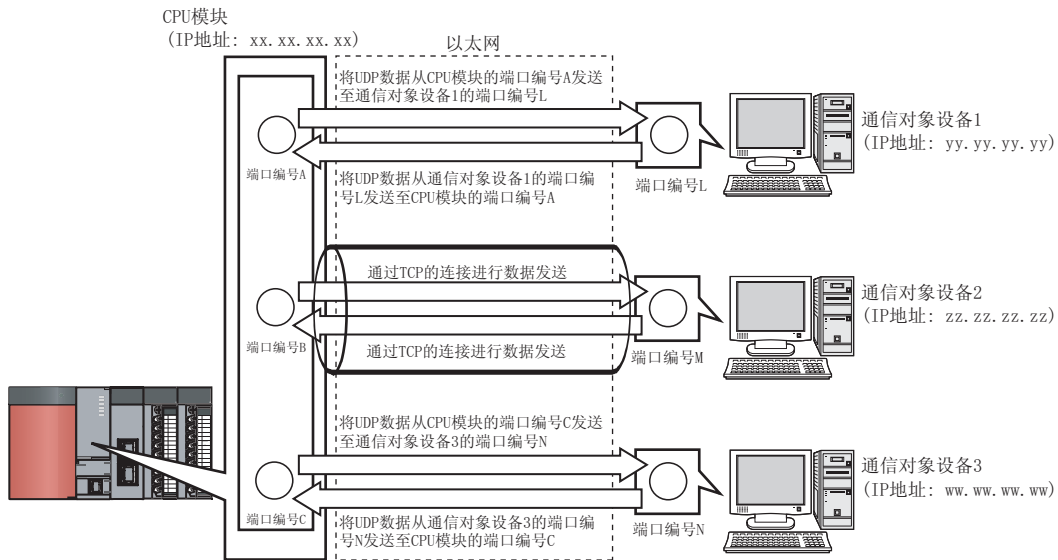 CPU模块
(IP地址: xx.xx.xx.xx)
以太网
将UDP数据从CPU模块的端口编号A发送
至通信对象设备1的端口编号L
端口编号A
将UDP数据从通信对象设备1的端口编
号L发送至CPU模块的端口编号A
端口编号L
通信对象设备1
(IP地址: yy.yy.yy.yy)
通过TCP的连接进行数据发送
端口编号B
通过TCP的连接进行数据发送
端口编号M
通信对象设备2
(IP地址: zz.zz.zz.zz)
将UDP数据从CPU模块的端口编号C发送
至通信对象设备3的端口编号N
端口编号C
将UDP数据从通信对象设备3的端口编
号N发送至CPU模块的端口编号C
端口编号N
通信对象设备3
(IP地址: ww.ww.ww.ww)